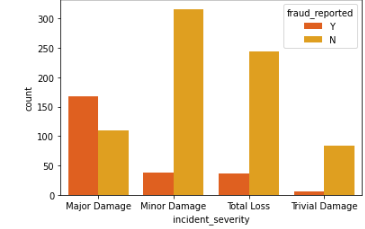 fraud_reported
Y
N
300
250
200
150
100
50
0
count
Major Damage Minor Damage Total Loss Trivial Damage
incident_severity